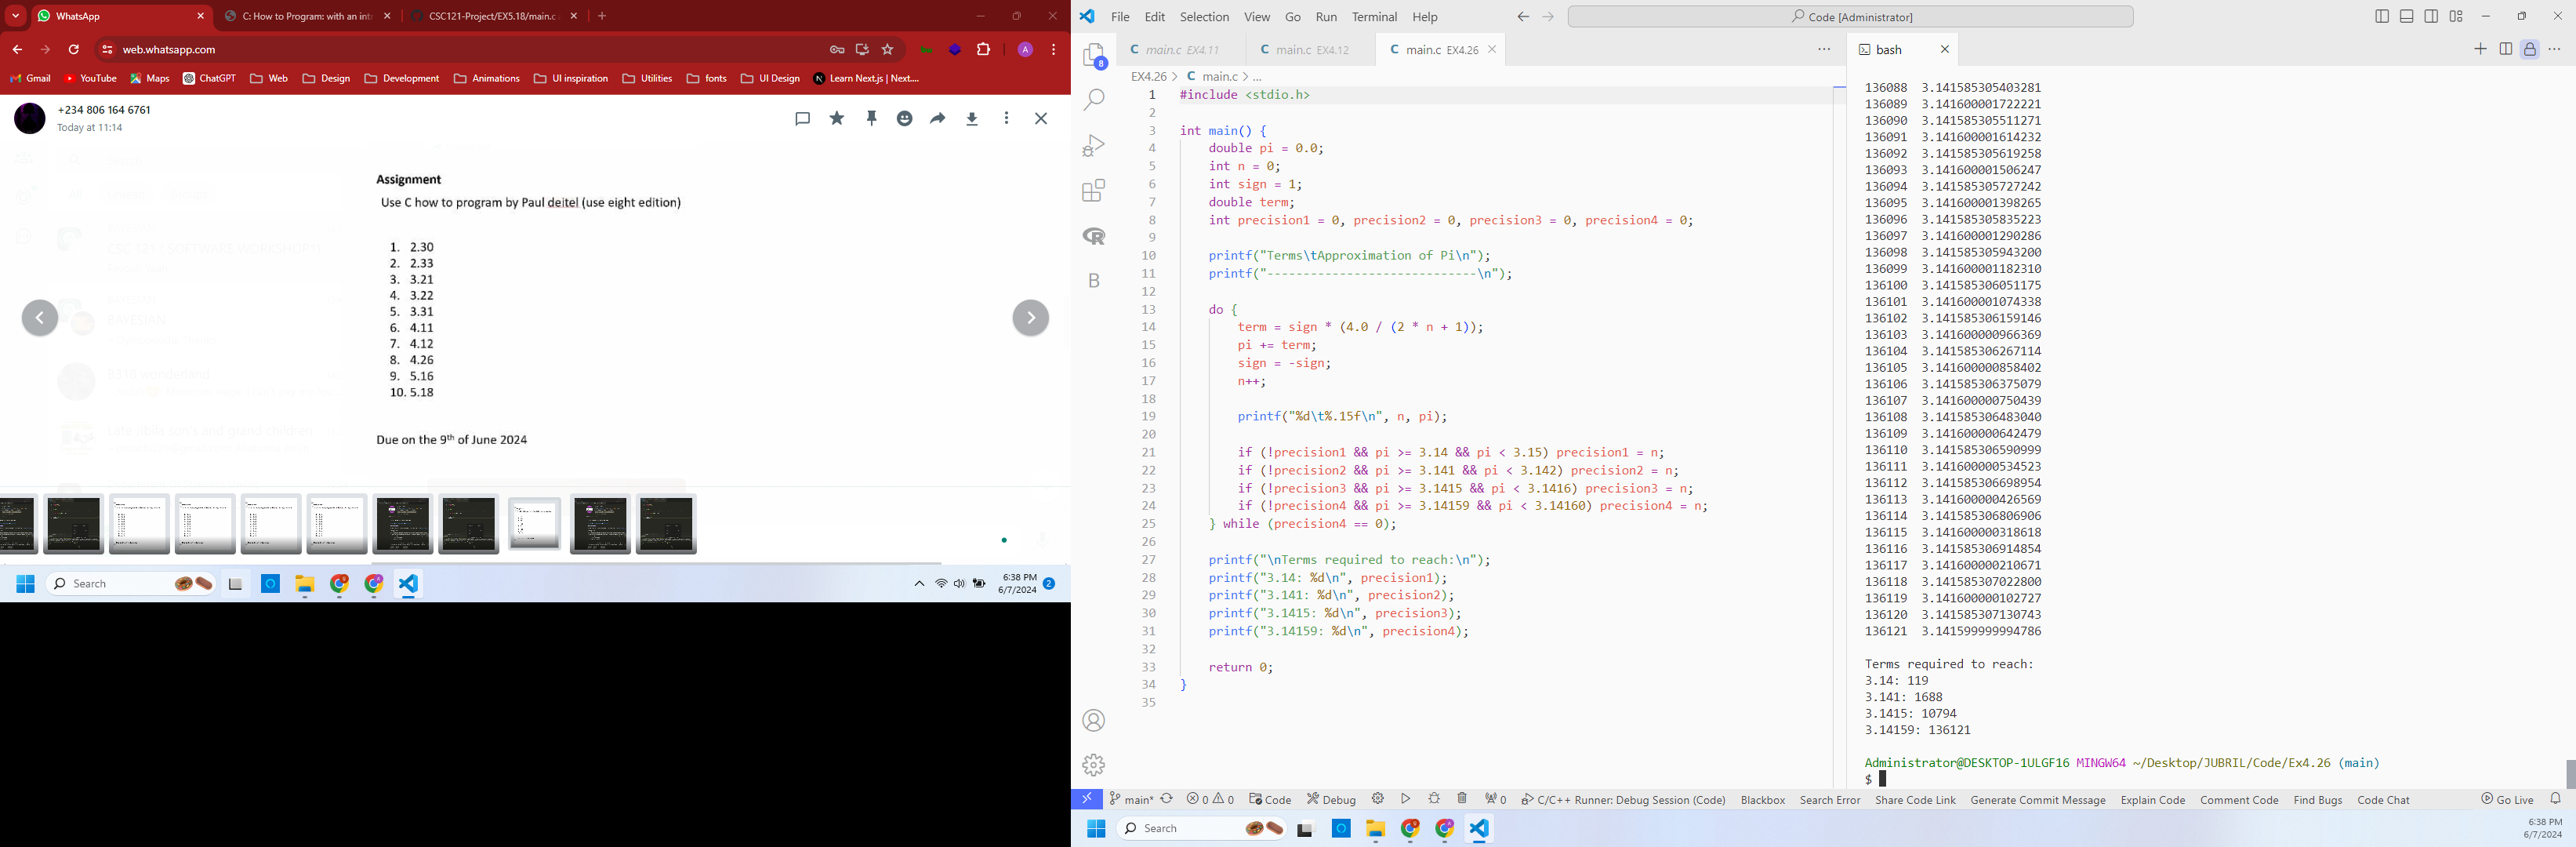 WhatsApp
C: How to Program: with an int
CSC121-Project/EX5.18/main.c
web.whatsapp.com
Gmail
YouTube
Maps
ChatGPT
Web
Design
Development
Animations
UI inspiration
Utilities
fonts
UI Design
Learn Next.js | Next....
+234 806 164 6761
Today at 11:14
Assignment
Use C how to program by Paul deitel (use eight edition)
1. 2.30
2. 2.33
3. 3.21
4. 3.22
5. 3.31
6. 4.11
7. 4.12
8. 4.26
9. 5.16
10. 5.18
Due on the 9th of June 2024
Search
6:38 PM
6/7/2024
2
File Edit Selection View Go Run Terminal Help
Code [Administrator]
8
main.c EX4.11
main.c EX4.12
main.c EX4.26
EX4.26 > C main.c > ...
1 #include <stdio.h>
2
3 int main() {
4     double pi = 0.0;
5     int n = 0;
6     int sign = 1;
7     double term;
8     int precision1 = 0, precision2 = 0, precision3 = 0, precision4 = 0;
9
10     printf("Terms\tApproximation of Pi\n");
11     printf("-----------------------------\n");
12
13     do {
14         term = sign * (4.0 / (2 * n + 1));
15         pi += term;
16         sign = -sign;
17         n++;
18
19         printf("%d\t%.15f\n", n, pi);
20
21         if (!precision1 && pi >= 3.14 && pi < 3.15) precision1 = n;
22         if (!precision2 && pi >= 3.141 && pi < 3.142) precision2 = n;
23         if (!precision3 && pi >= 3.1415 && pi < 3.1416) precision3 = n;
24         if (!precision4 && pi >= 3.14159 && pi < 3.14160) precision4 = n;
25     } while (precision4 == 0);
26
27     printf("\nTerms required to reach:\n");
28     printf("3.14: %d\n", precision1);
29     printf("3.141: %d\n", precision2);
30     printf("3.1415: %d\n", precision3);
31     printf("3.14159: %d\n", precision4);
32
33     return 0;
34 }
35
bash
136088 3.141585305403281
136089 3.141600001722221
136090 3.141585305511271
136091 3.141600001614232
136092 3.141585305619258
136093 3.141600001506247
136094 3.141585305727242
136095 3.141600001398265
136096 3.141585305835223
136097 3.141600001290286
136098 3.141585305943200
136099 3.141600001182310
136100 3.141585306051175
136101 3.141600001074338
136102 3.141585306159146
136103 3.141600000966369
136104 3.141585306267114
136105 3.141600000858402
136106 3.141585306375079
136107 3.141600000750439
136108 3.141585306483040
136109 3.141600000642479
136110 3.141585306590999
136111 3.141600000534523
136112 3.141585306698954
136113 3.141600000426569
136114 3.141585306806906
136115 3.141600000318618
136116 3.141585306914854
136117 3.141600000210671
136118 3.141585307022800
136119 3.141600000102727
136120 3.141585307130743
136121 3.141599999994786
Terms required to reach:
3.14: 119
3.141: 1688
3.1415: 10794
3.14159: 136121
Administrator@DESKTOP-1ULGF16 MINGW64 ~/Desktop/JUBRIL/Code/Ex4.26 (main)
$
main* 0 0 Code Debug 0 C/C++ Runner: Debug Session (Code) Blackbox Search Error Share Code Link Generate Commit Message Explain Code Comment Code Find Bugs Code Chat Go Live
Search
6:38 PM
6/7/2024